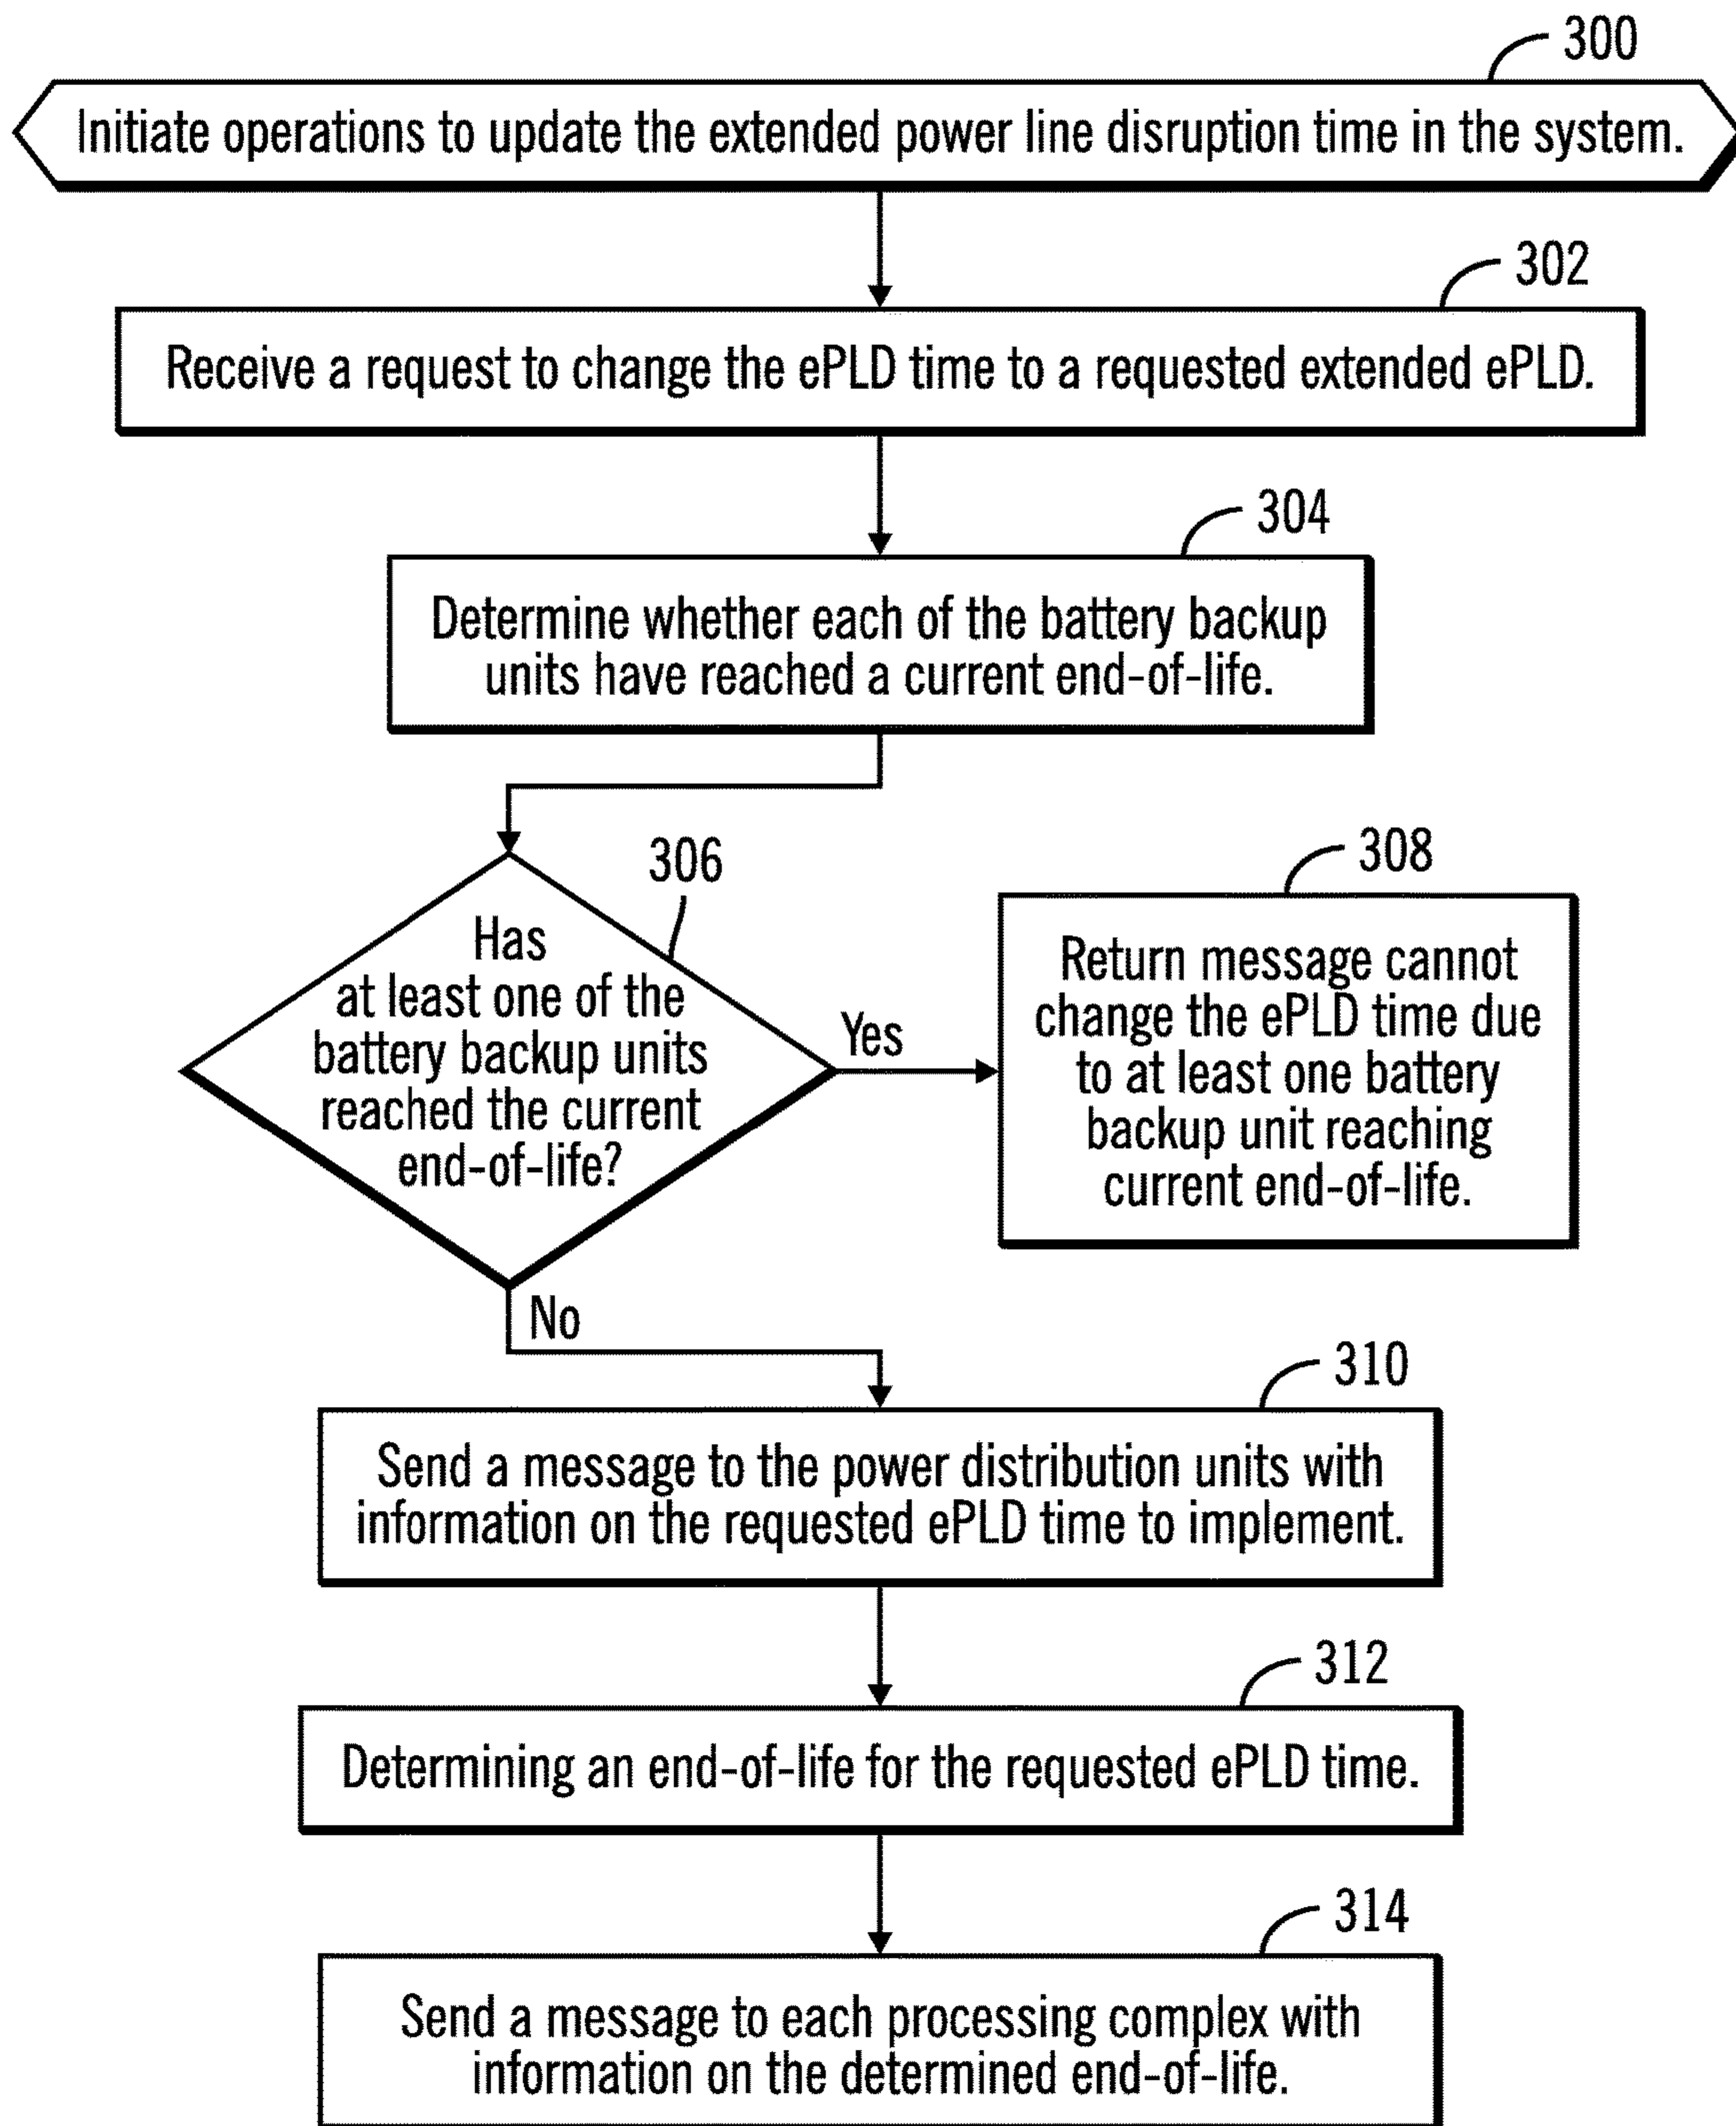 300
Initiate operations to update the extended power line disruption time in the system.
302
Receive a request to change the ePLD time to a requested extended ePLD.
304
Determine whether each of the battery backup
units have reached a current end-of-life.
306
Has
at least one of the
battery backup units
reached the current
end-of-life?
Yes
308
Return message cannot
change the ePLD time due
to at least one battery
backup unit reaching
current end-of-life.
No
310
Send a message to the power distribution units with
information on the requested ePLD time to implement.
312
Determining an end-of-life for the requested ePLD time.
314
Send a message to each processing complex with
information on the determined end-of-life.